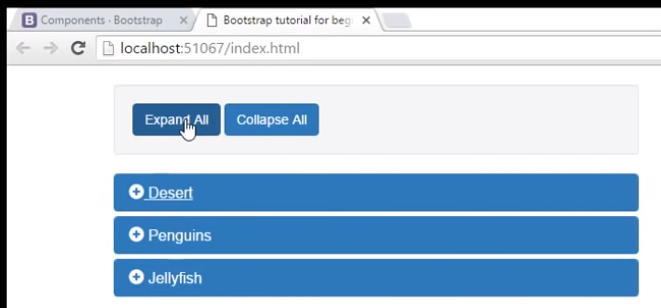 B Components · Bootstrap
Bootstrap tutorial for beg
localhost:51067/index.html
Expand All Collapse All
Desert
Penguins
Jellyfish